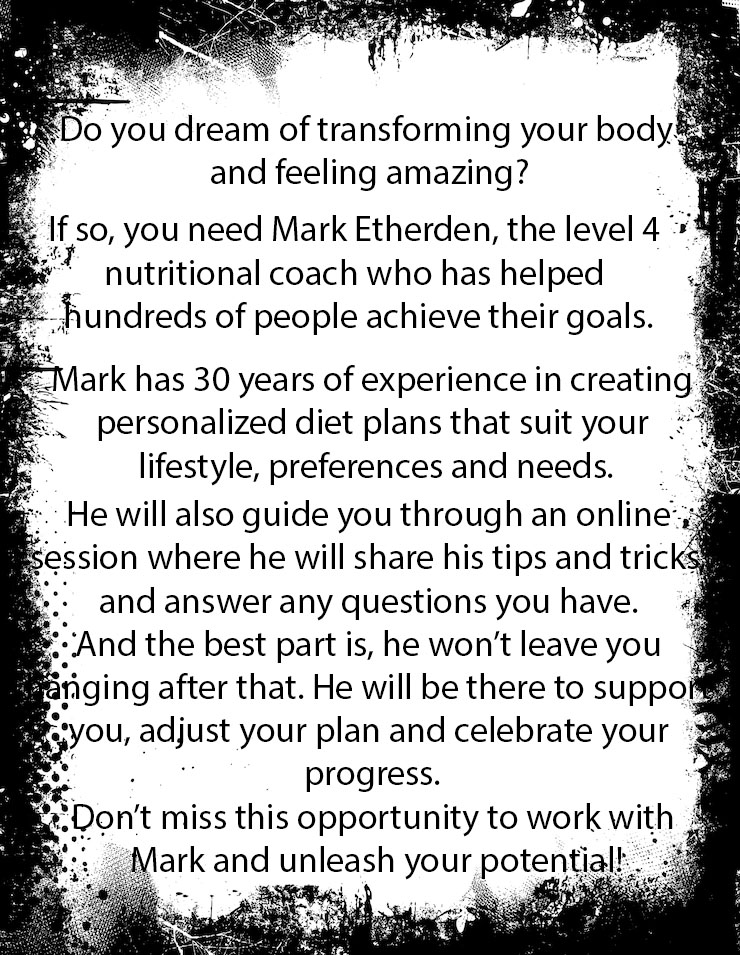 Do you dream of transforming your body
and feeling amazing?
If so, you need Mark Etherden, the level 4
nutritional coach who has helped
hundreds of people achieve their goals.
Mark has 30 years of experience in creating
personalized diet plans that suit your
lifestyle, preferences and needs.
He will also guide you through an online
session where he will share his tips and tricks
and answer any questions you have.
And the best part is, he won't leave you
hanging after that. He will be there to support
you, adjust your plan and celebrate your
progress.
Don't miss this opportunity to work with
Mark and unleash your potential!